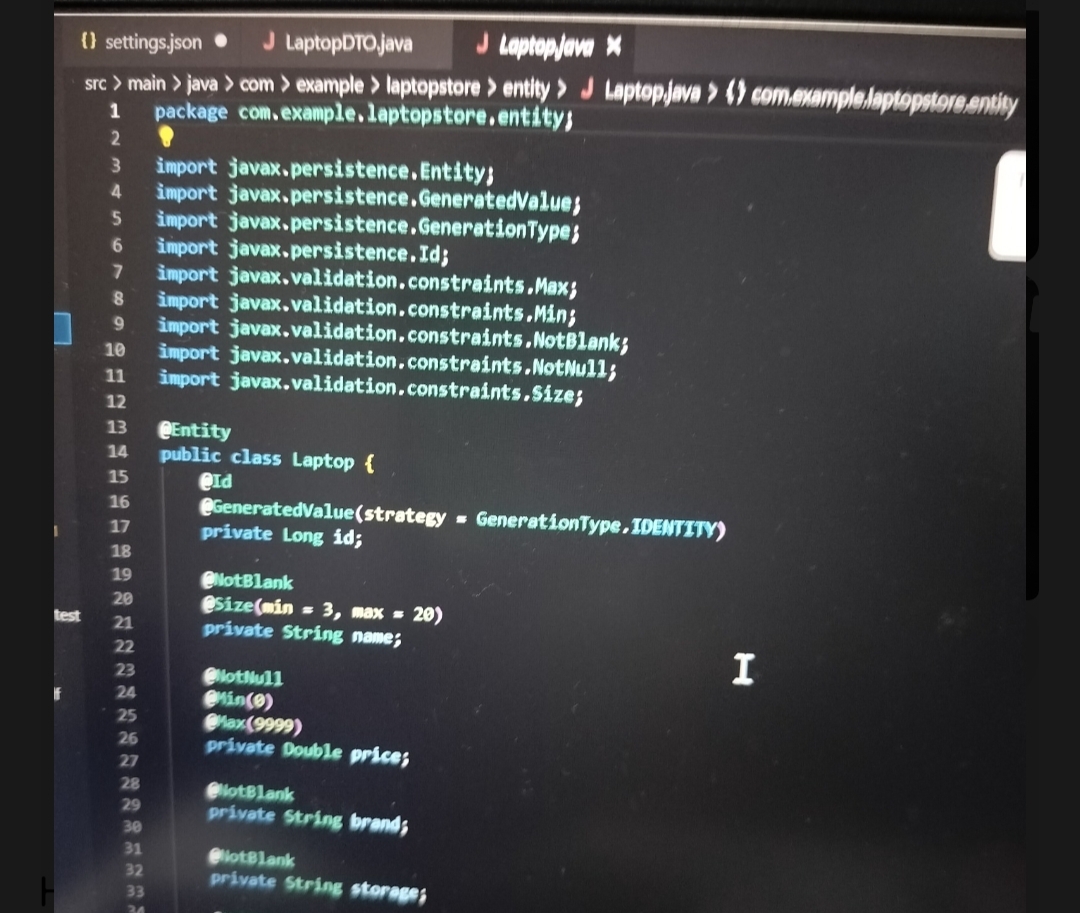 {} settings.json ● J LaptopDTO.java J Laptop.java ✕
src > main > java > com > example > laptopstore > entity > J Laptop.java > {} com.example.laptopstore.entity
1 package com.example.laptopstore.entity;
2
3 import javax.persistence.Entity;
4 import javax.persistence.GeneratedValue;
5 import javax.persistence.GenerationType;
6 import javax.persistence.Id;
7 import javax.validation.constraints.Max;
8 import javax.validation.constraints.Min;
9 import javax.validation.constraints.NotBlank;
10 import javax.validation.constraints.NotNull;
11 import javax.validation.constraints.Size;
12
13 @Entity
14 public class Laptop {
15 @Id
16 @GeneratedValue(strategy = GenerationType.IDENTITY)
17 private Long id;
18
19 @NotBlank
20 @Size(min = 3, max = 20)
21 private String name;
22
23 @NotNull
24 @Min(0)
25 @Max(9999)
26 private Double price;
27
28 @NotBlank
29 private String brand;
30
31 @NotBlank
32 private String storage;
33
34
test
f
H